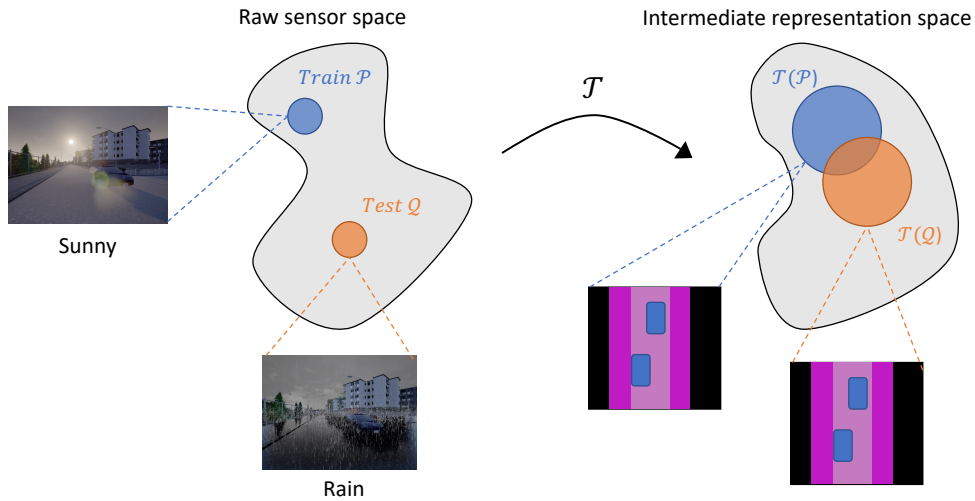 Raw sensor space
Intermediate representation space
Train 𝒫
𝒯(𝒫)
𝒯
Test 𝒬
𝒯(𝒬)
Sunny
Rain